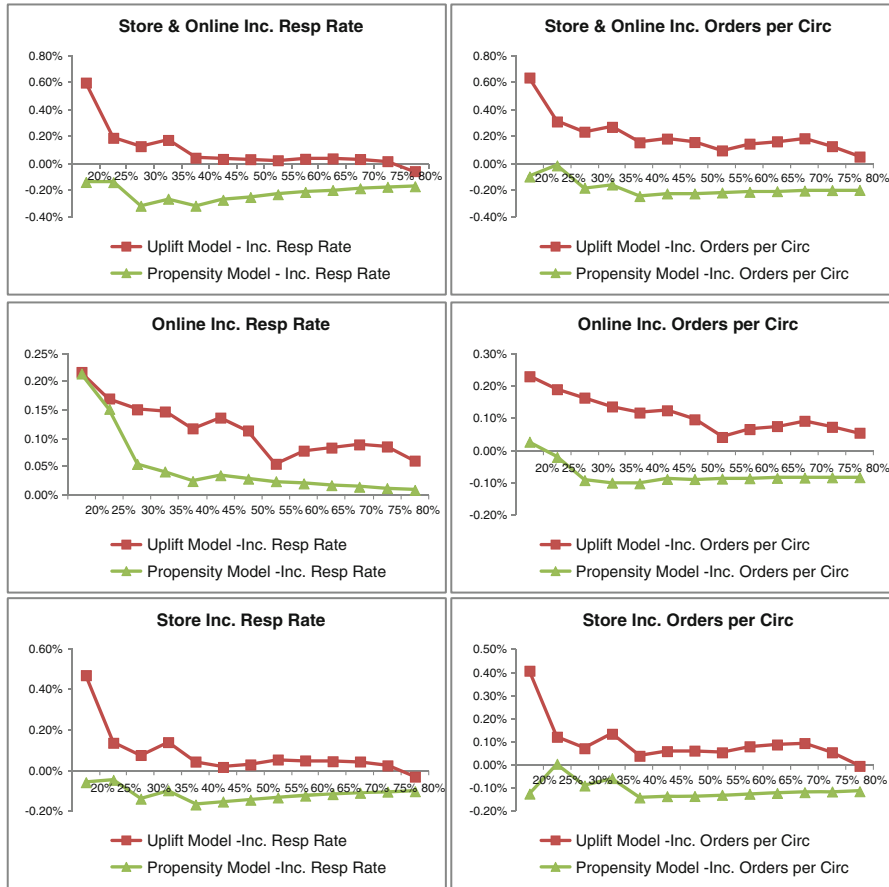 Store & Online Inc. Resp Rate
0.80%
0.60%
0.40%
0.20%
0.00%
-0.20%
-0.40%
20% 25% 30% 35% 40% 45% 50% 55% 60% 65% 70% 75% 80%
Uplift Model - Inc. Resp Rate
Propensity Model - Inc. Resp Rate
Store & Online Inc. Orders per Circ
0.80%
0.60%
0.40%
0.20%
0.00%
-0.20%
-0.40%
20% 25% 30% 35% 40% 45% 50% 55% 60% 65% 70% 75% 80%
Uplift Model -Inc. Orders per Circ
Propensity Model -Inc. Orders per Circ
Online Inc. Resp Rate
0.25%
0.20%
0.15%
0.10%
0.05%
0.00%
20% 25% 30% 35% 40% 45% 50% 55% 60% 65% 70% 75% 80%
Uplift Model -Inc. Resp Rate
Propensity Model -Inc. Resp Rate
Online Inc. Orders per Circ
0.30%
0.20%
0.10%
0.00%
-0.10%
-0.20%
20% 25% 30% 35% 40% 45% 50% 55% 60% 65% 70% 75% 80%
Uplift Model -Inc. Orders per Circ
Propensity Model -Inc. Orders per Circ
Store Inc. Resp Rate
0.60%
0.40%
0.20%
0.00%
-0.20%
20% 25% 30% 35% 40% 45% 50% 55% 60% 65% 70% 75% 80%
Uplift Model -Inc. Resp Rate
Propensity Model -Inc. Resp Rate
Store Inc. Orders per Circ
0.50%
0.40%
0.30%
0.20%
0.10%
0.00%
-0.10%
-0.20%
20% 25% 30% 35% 40% 45% 50% 55% 60% 65% 70% 75% 80%
Uplift Model -Inc. Orders per Circ
Propensity Model -Inc. Orders per Circ